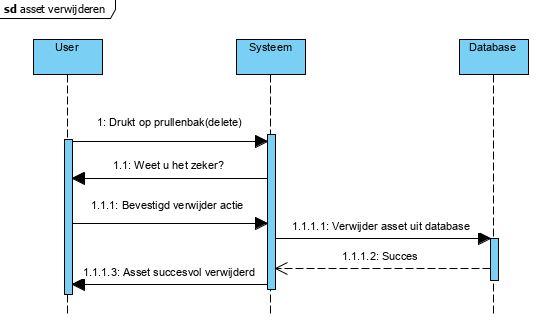 sd asset verwijderen
User
Systeem
Database
1: Drukt op prullenbak(delete)
1.1: Weet u het zeker?
1.1.1: Bevestigd verwijder actie
1.1.1.1: Verwijder asset uit database
1.1.1.2: Succes
1.1.1.3: Asset succesvol verwijderd